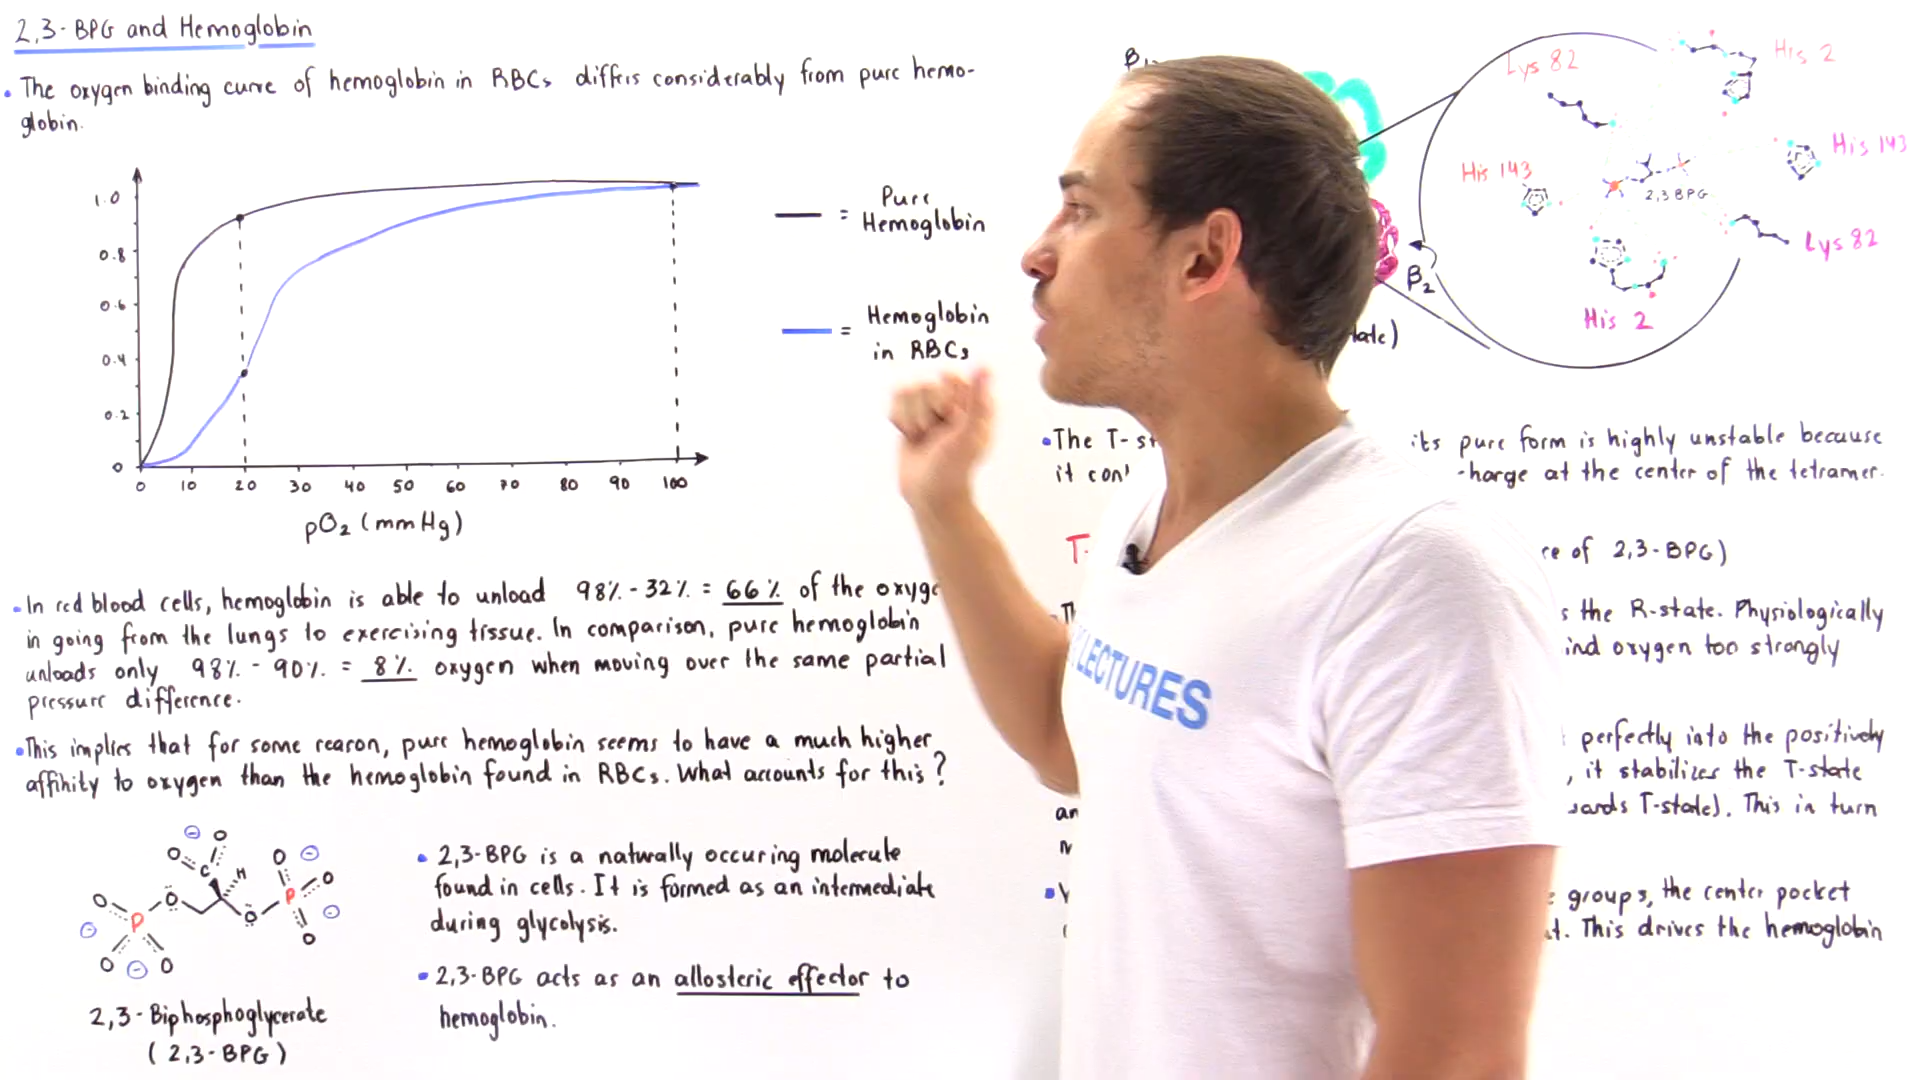 2,3-BPG and Hemoglobin
• The oxygen binding curve of hemoglobin in RBCs differs considerably from pure hemo-
globin.
1.0
0.8
0.6
0.4
0.2
0
0 10 20 30 40 50 60 70 80 90 100
pO2 (mmHg)
= Pure
Hemoglobin
= Hemoglobin
in RBCs
• In red blood cells, hemoglobin is able to unload 98% - 32% = 66% of the
in going from the lungs to exercising tissue. In comparison, pure hemoglobin
unloads only 98% - 90% = 8% oxygen when moving over the same partial
pressure difference.
• This implies that for some reason, pure hemoglobin seems to have a much higher
affinity to oxygen than the hemoglobin found in RBCs. What accounts for this?
⊖ O
O C H O ⊖
O P O O P O
⊖ ⊖
O ⊖ O O
2,3-Biphosphoglycerate
(2,3-BPG)
• 2,3-BPG is a naturally occuring molecule
found in cells. It is formed as an intermediate
during glycolysis.
• 2,3-BPG acts as an allosteric effector to
hemoglobin.
β1
β2
Lys 82
His 2
His 143
His 143
2,3 BPG
Lys 82
His 2
• The its pure form is highly unstable because
it at the center of the tetramer.
of 2,3-BPG)
the R-state. Physiologically
oxygen too strongly
perfectly into the positively
, it stabilizes the T-state
T-state). This in turn
groups, the center pocket
This drives the hemoglobin
LECTURES